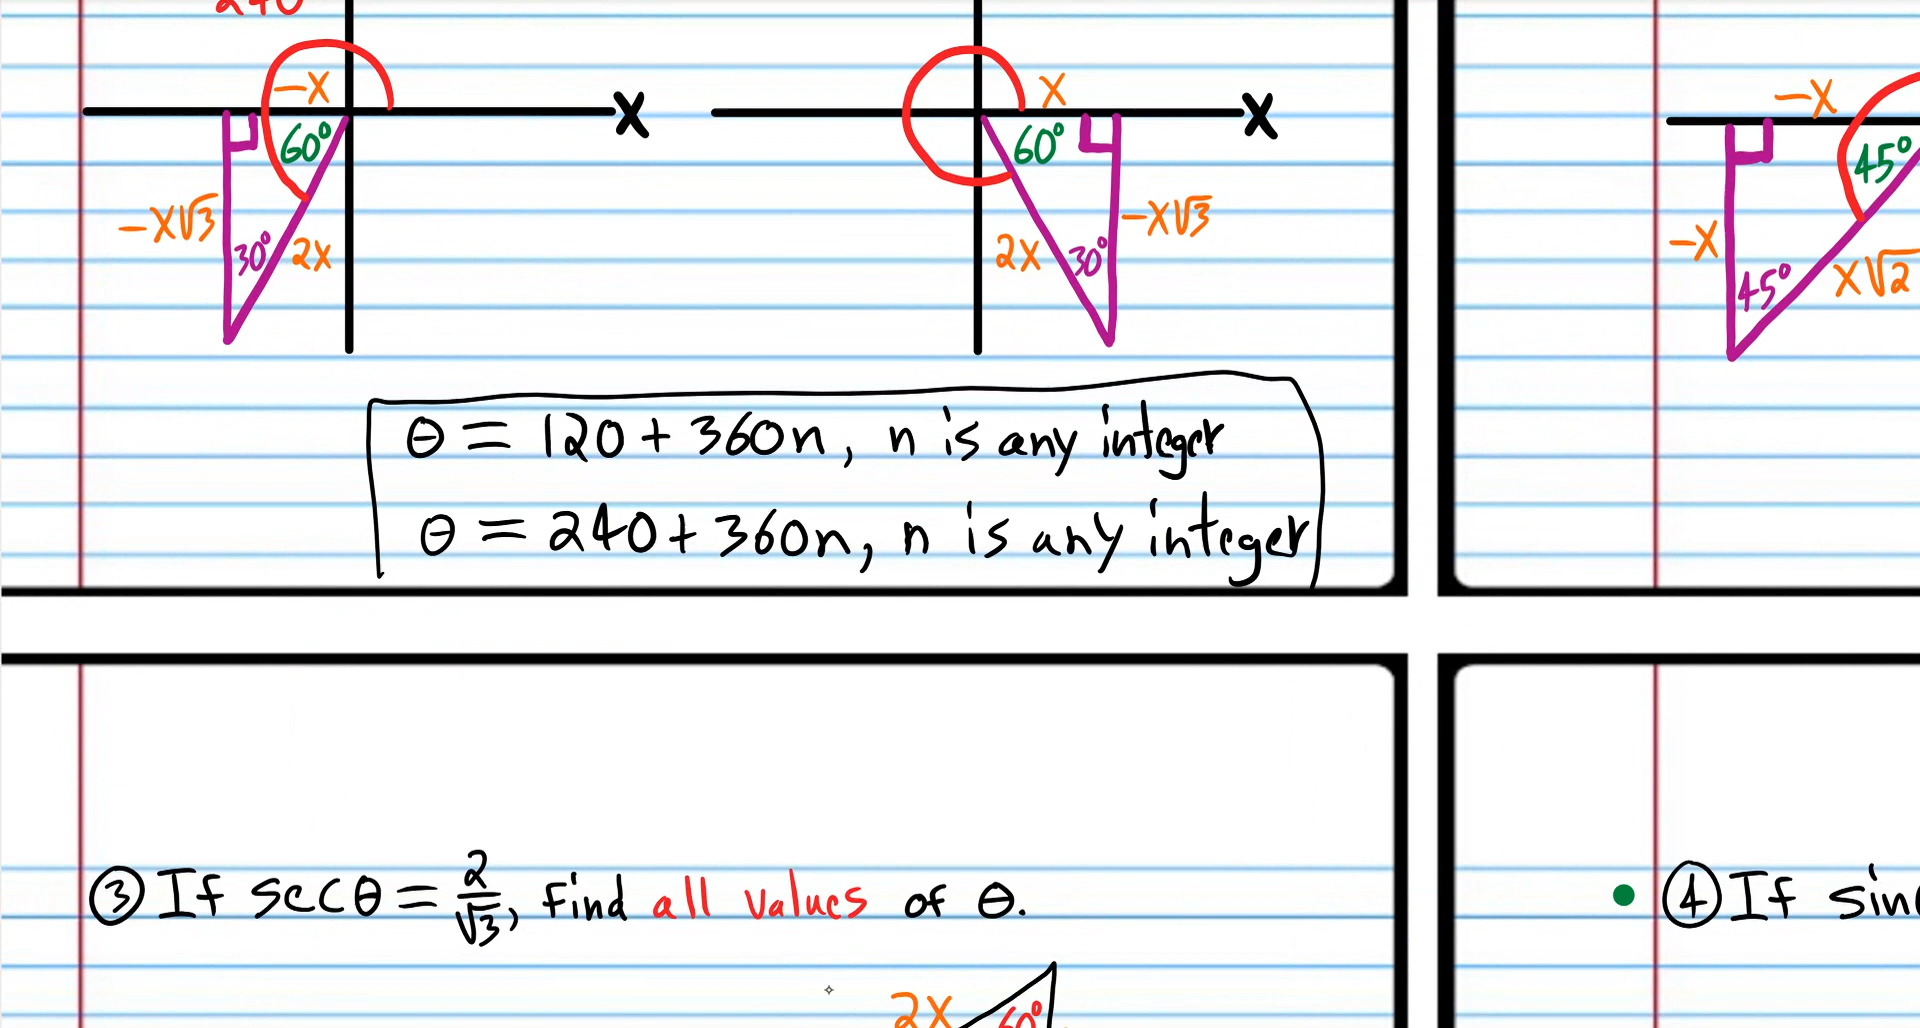 240
-x
x
60°
-x√3
30°
2x
x
x
60°
2x
30°
-x√3
-x
45°
-x
45°
x√2
θ = 120 + 360n, n is any integer
θ = 240 + 360n, n is any integer
③ If secθ = 2/√3, find all values of θ.
2x
60°
④ If sin